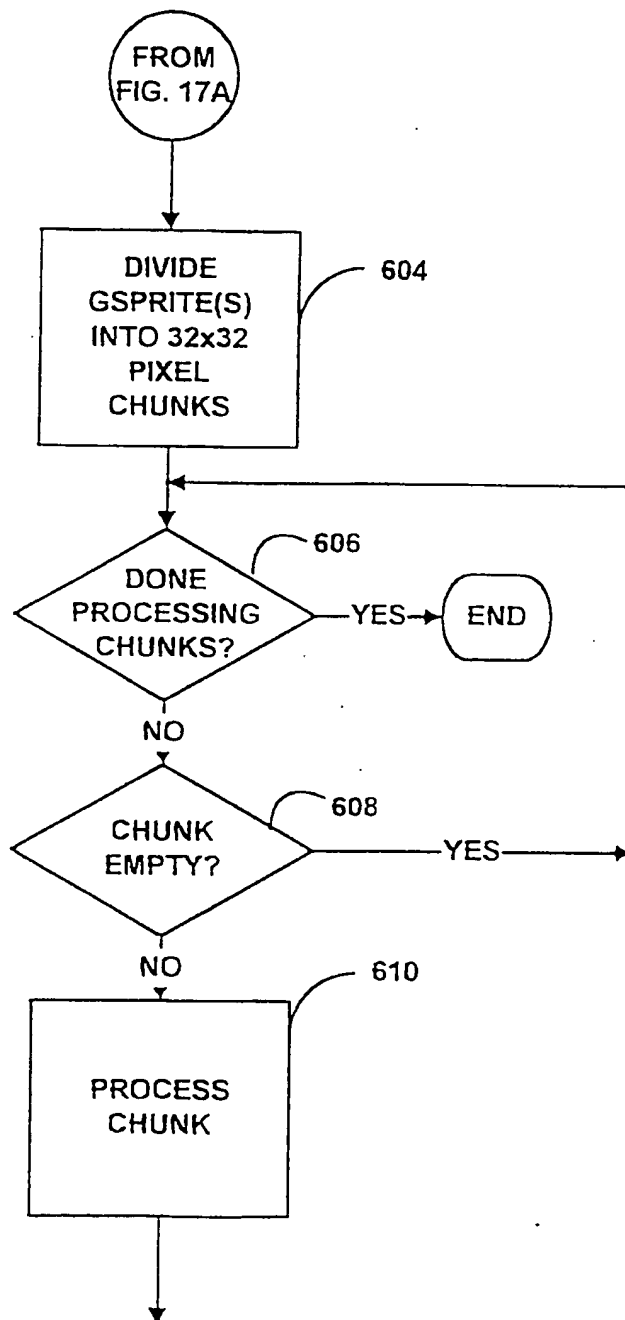 FROM
FIG. 17A
DIVIDE
GSPRITE(S)
INTO 32x32
PIXEL
CHUNKS
604
606
DONE
PROCESSING
CHUNKS?
YES
END
NO
608
CHUNK
EMPTY?
YES
NO
610
PROCESS
CHUNK